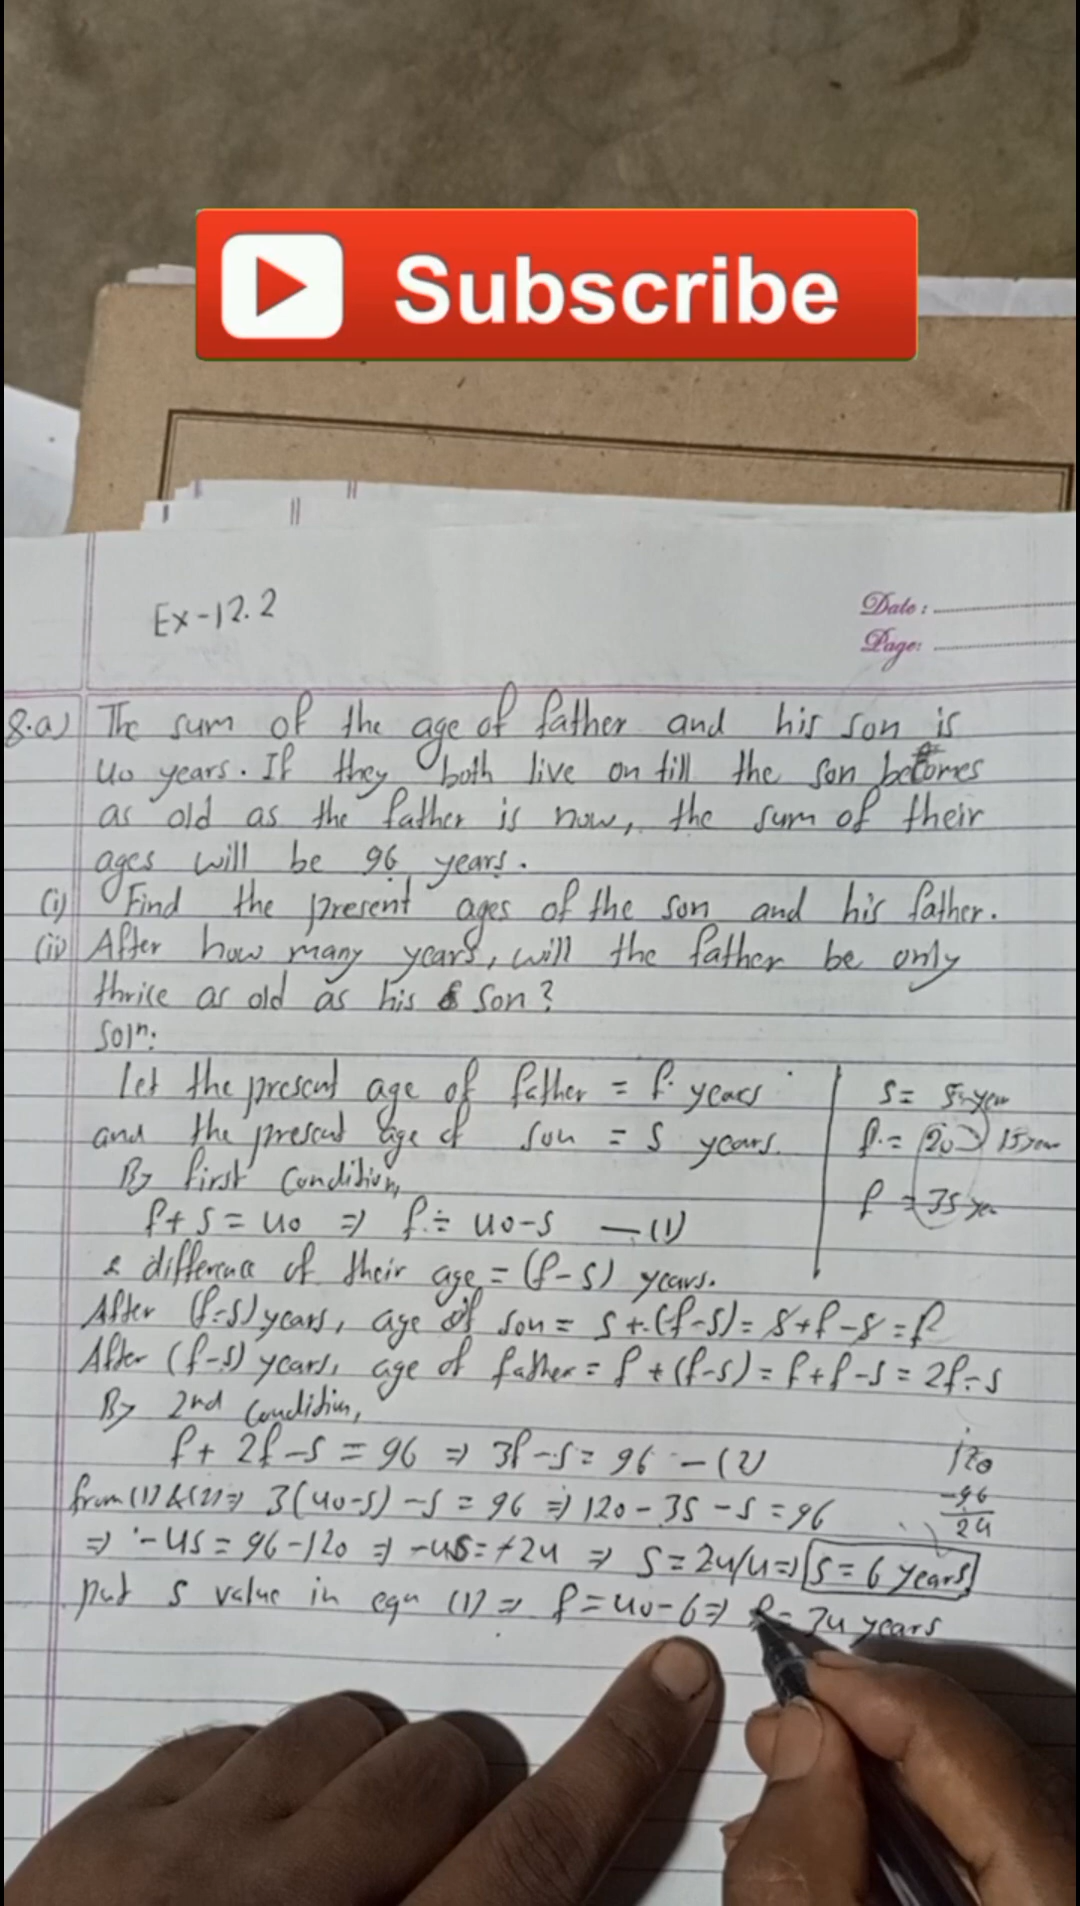 Subscribe
Ex-12.2
Date:
Page:
8.a) The sum of the age of father and his son is
40 years. If they both live on till the son becomes
as old as the father is now, the sum of their
ages will be 96 years.
(i) Find the present ages of the son and his father.
(ii) After how many years, will the father be only
thrice as old as his son?
Soln:
Let the present age of father = f years
and the present age of son = s years.
By first Condition,
f + s = 40 => f = 40-s — (1)
& difference of their age = (f-s) years.
After (f-s) years, age of son = s + (f-s) = s+f-s = f
After (f-s) years, age of father = f + (f-s) = f+f-s = 2f-s
By 2nd Condition,
f + 2f - s = 96 => 3f - s = 96 - (2)
from (1) & (2) => 3(40-s) - s = 96 => 120 - 3s - s = 96
=> -4s = 96-120 => -4s = -24 => s = 24/4 => s = 6 years
put s value in eqn (1) => f = 40-6 => f = 34 years
s = 5 year
f = 20 15 year
f = 35 yea
120
-96
24